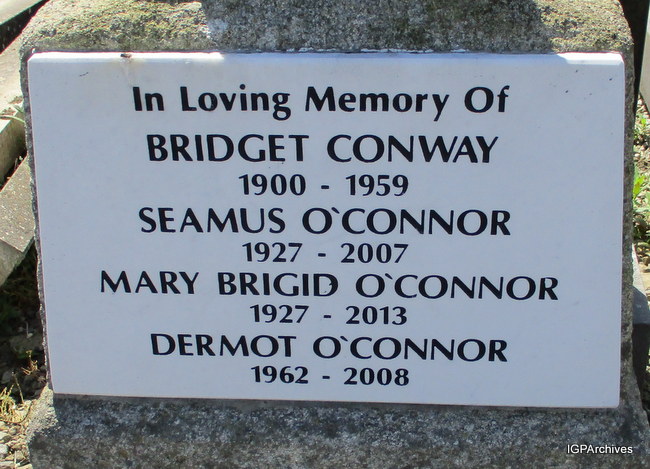 In Loving Memory Of
BRIDGET CONWAY
1900 - 1959
SEAMUS O`CONNOR
1927 - 2007
MARY BRIGID O`CONNOR
1927 - 2013
DERMOT O`CONNOR
1962 - 2008
IGPArchives